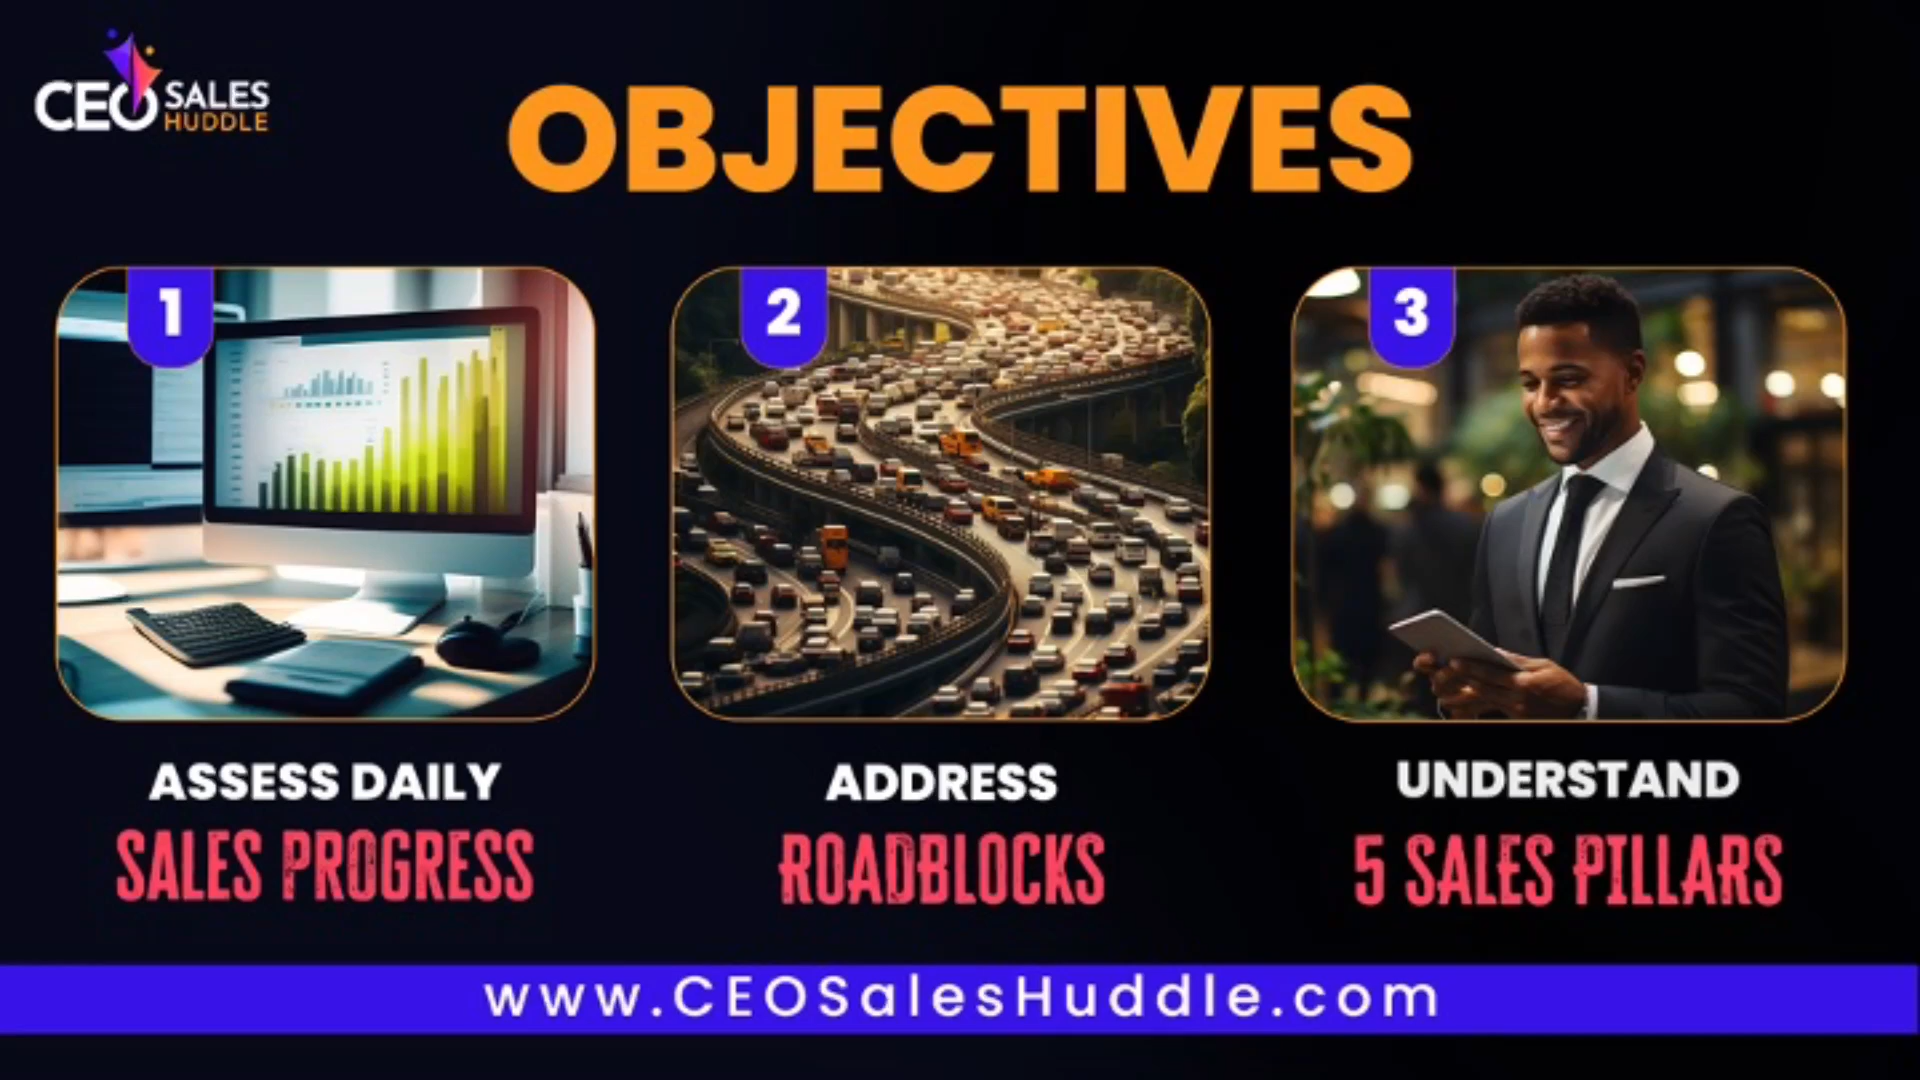 CEO SALES
HUDDLE
OBJECTIVES
1
2
3
ASSESS DAILY
SALES PROGRESS
ADDRESS
ROADBLOCKS
UNDERSTAND
5 SALES PILLARS
www.CEOSalesHuddle.com